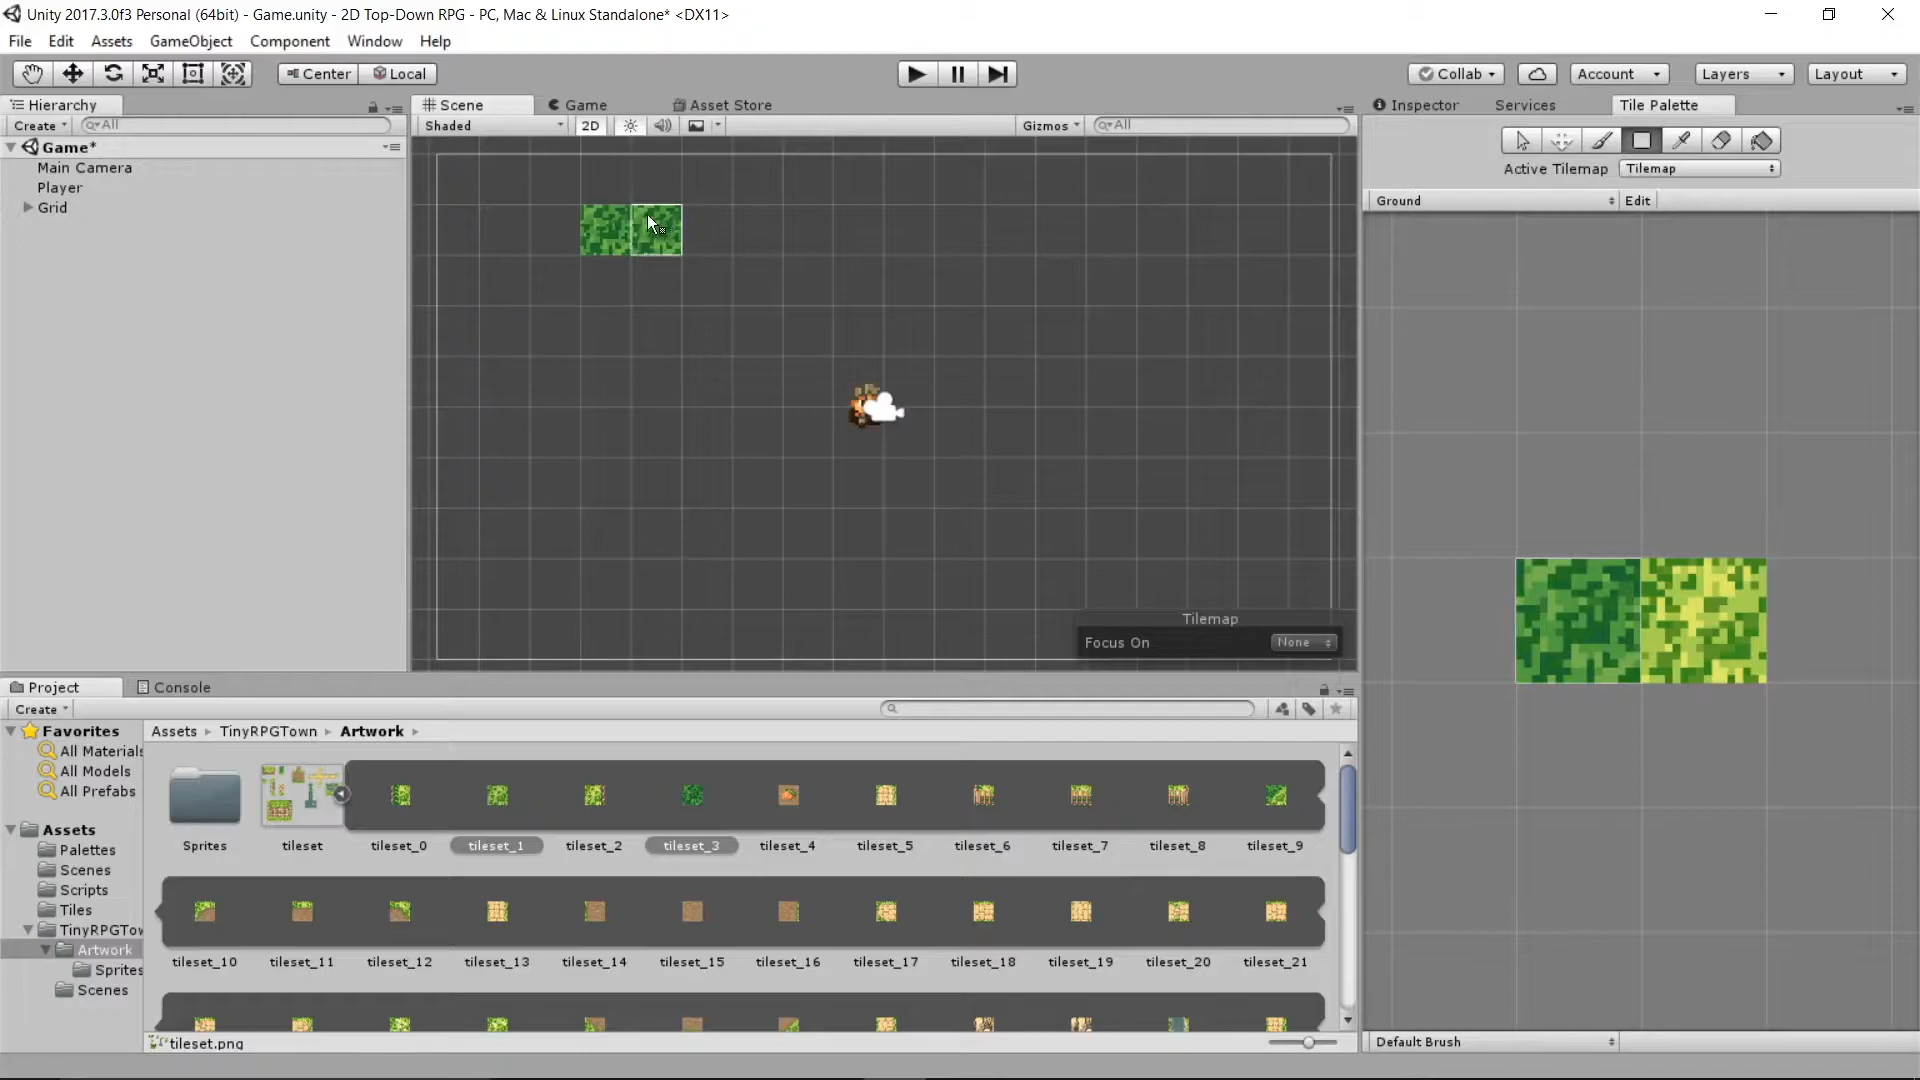 Unity 2017.3.0f3 Personal (64bit) - Game.unity - 2D Top-Down RPG - PC, Mac & Linux Standalone* <DX11>
File Edit Assets GameObject Component Window Help
Center Local Collab Account Layers Layout
Hierarchy Scene Game Asset Store Inspector Services Tile Palette
Create All Shaded 2D Gizmos All
Game*
Main Camera
Player
Grid
Active Tilemap Tilemap
Ground Edit
Tilemap
Focus On None
Project Console
Create
Favorites
All Materials
All Models
All Prefabs
Assets
Palettes
Scenes
Scripts
Tiles
TinyRPGTow
Artwork
Sprites
Scenes
Assets TinyRPGTown Artwork
Sprites tileset tileset_0 tileset_1 tileset_2 tileset_3 tileset_4 tileset_5 tileset_6 tileset_7 tileset_8 tileset_9
tileset_10 tileset_11 tileset_12 tileset_13 tileset_14 tileset_15 tileset_16 tileset_17 tileset_18 tileset_19 tileset_20 tileset_21
tileset.png
Default Brush